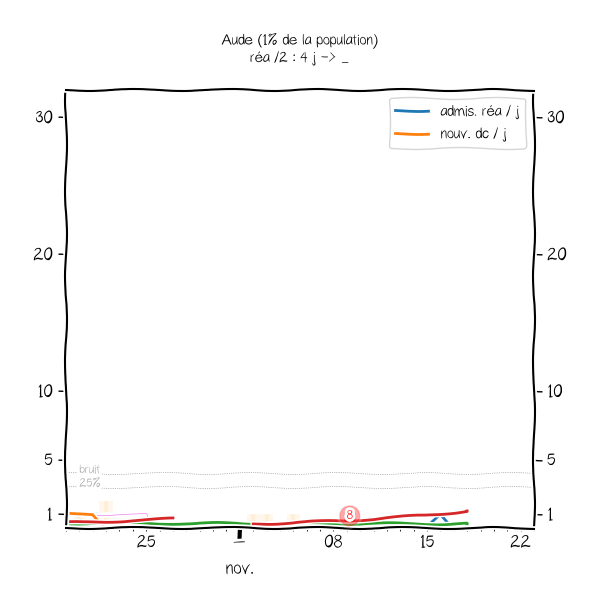 Aude (1% de la population)
réa /2 : 4 j -> _
30
30
admis. réa / j
nouv. dc / j
20
20
10
10
5
5
bruit
25%
1
1
8
25
1
08
15
22
nov.